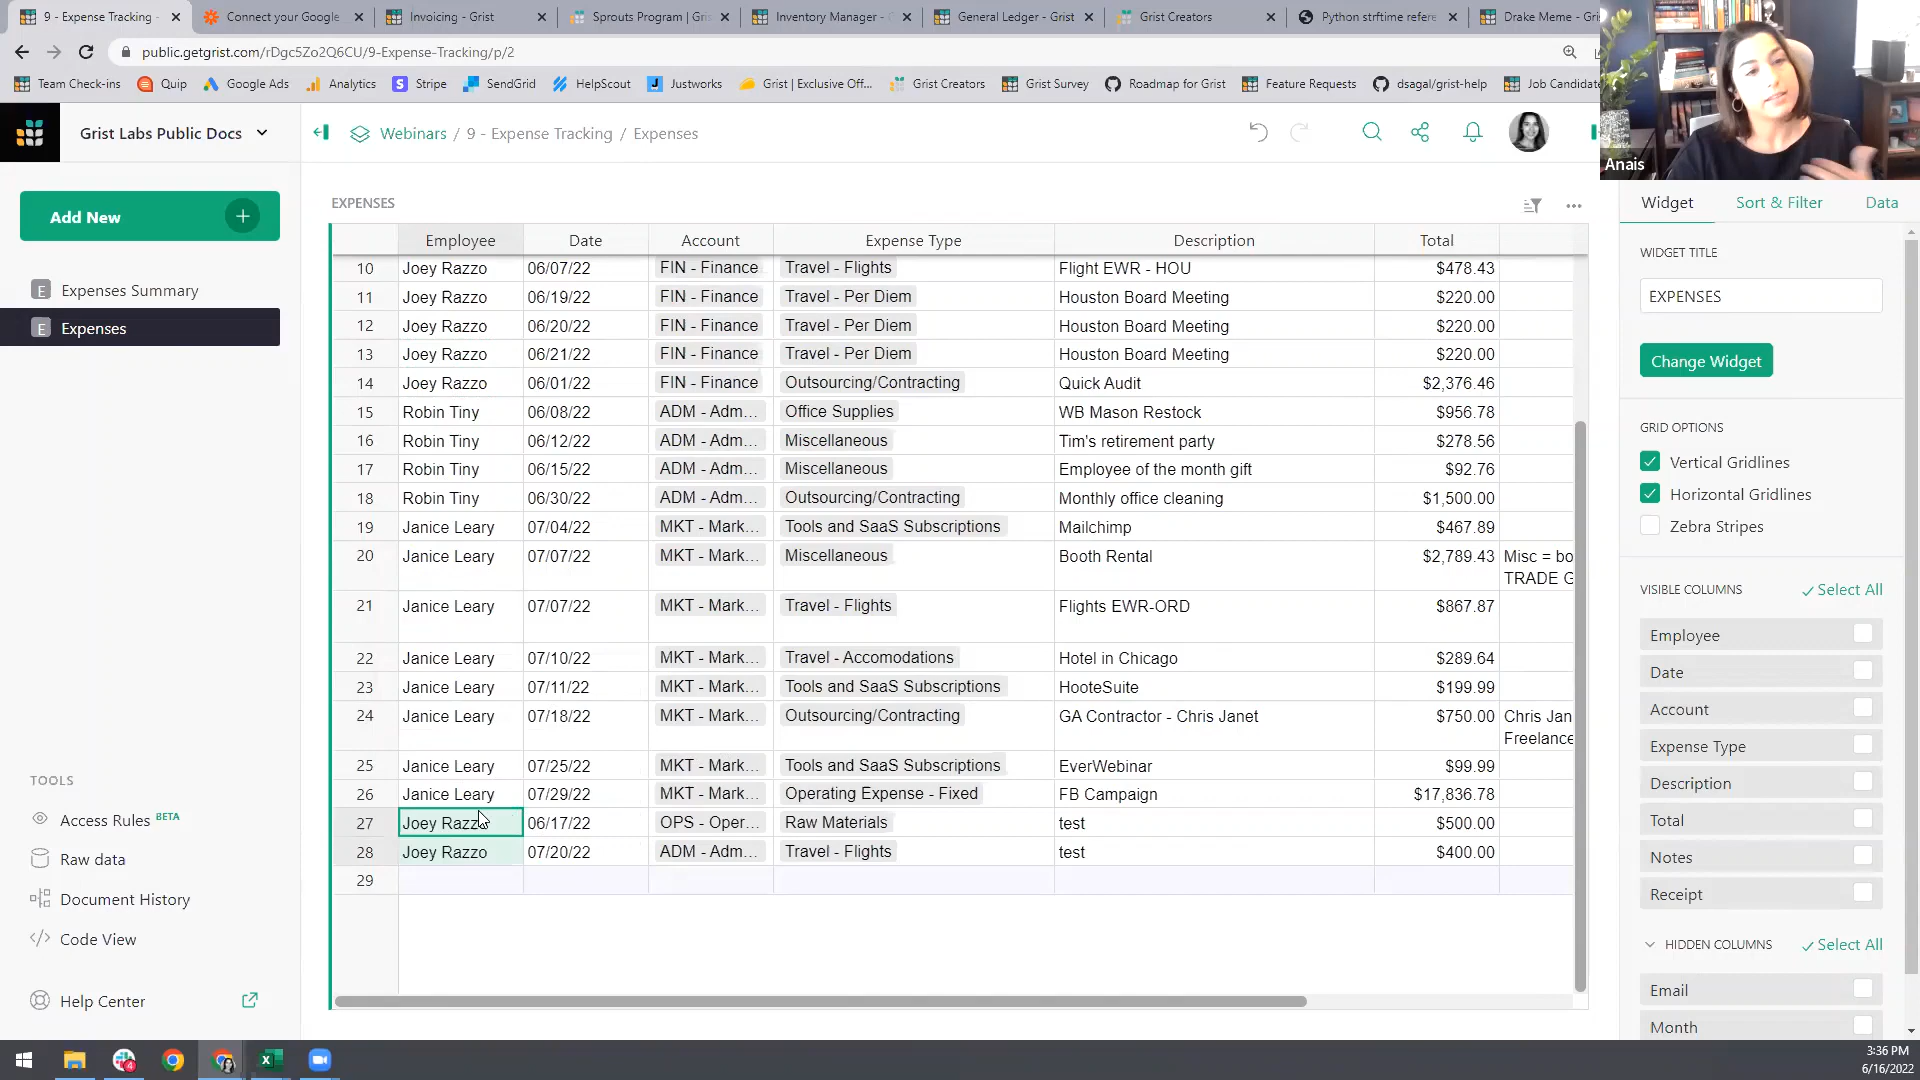 9 - Expense Tracking - Connect your Google Invoicing - Grist Sprouts Program | Gris Inventory Manager - General Ledger - Grist Grist Creators Python strftime refere Drake Meme - Gri
public.getgrist.com/rDgc5Zo2Q6CU/9-Expense-Tracking/p/2
Team Check-ins Quip Google Ads Analytics Stripe SendGrid HelpScout Justworks Grist | Exclusive Off... Grist Creators Grist Survey Roadmap for Grist Feature Requests dsagal/grist-help Job Candidate
Grist Labs Public Docs Webinars / 9 - Expense Tracking / Expenses
Anais
Add New +
E Expenses Summary
E Expenses
TOOLS
Access Rules BETA
Raw data
Document History
Code View
Help Center
EXPENSES
Employee Date Account Expense Type Description Total
10 Joey Razzo 06/07/22 FIN - Finance Travel - Flights Flight EWR - HOU $478.43
11 Joey Razzo 06/19/22 FIN - Finance Travel - Per Diem Houston Board Meeting $220.00
12 Joey Razzo 06/20/22 FIN - Finance Travel - Per Diem Houston Board Meeting $220.00
13 Joey Razzo 06/21/22 FIN - Finance Travel - Per Diem Houston Board Meeting $220.00
14 Joey Razzo 06/01/22 FIN - Finance Outsourcing/Contracting Quick Audit $2,376.46
15 Robin Tiny 06/08/22 ADM - Adm... Office Supplies WB Mason Restock $956.78
16 Robin Tiny 06/12/22 ADM - Adm... Miscellaneous Tim's retirement party $278.56
17 Robin Tiny 06/15/22 ADM - Adm... Miscellaneous Employee of the month gift $92.76
18 Robin Tiny 06/30/22 ADM - Adm... Outsourcing/Contracting Monthly office cleaning $1,500.00
19 Janice Leary 07/04/22 MKT - Mark... Tools and SaaS Subscriptions Mailchimp $467.89
20 Janice Leary 07/07/22 MKT - Mark... Miscellaneous Booth Rental $2,789.43 Misc = bo
TRADE G
21 Janice Leary 07/07/22 MKT - Mark... Travel - Flights Flights EWR-ORD $867.87
22 Janice Leary 07/10/22 MKT - Mark... Travel - Accomodations Hotel in Chicago $289.64
23 Janice Leary 07/11/22 MKT - Mark... Tools and SaaS Subscriptions HooteSuite $199.99
24 Janice Leary 07/18/22 MKT - Mark... Outsourcing/Contracting GA Contractor - Chris Janet $750.00 Chris Jan
Freelance
25 Janice Leary 07/25/22 MKT - Mark... Tools and SaaS Subscriptions EverWebinar $99.99
26 Janice Leary 07/29/22 MKT - Mark... Operating Expense - Fixed FB Campaign $17,836.78
27 Joey Razzo 06/17/22 OPS - Oper... Raw Materials test $500.00
28 Joey Razzo 07/20/22 ADM - Adm... Travel - Flights test $400.00
29
Widget Sort & Filter Data
WIDGET TITLE
EXPENSES
Change Widget
GRID OPTIONS
Vertical Gridlines
Horizontal Gridlines
Zebra Stripes
VISIBLE COLUMNS Select All
Employee
Date
Account
Expense Type
Description
Total
Notes
Receipt
HIDDEN COLUMNS Select All
Email
Month
4
3:36 PM
6/16/2022